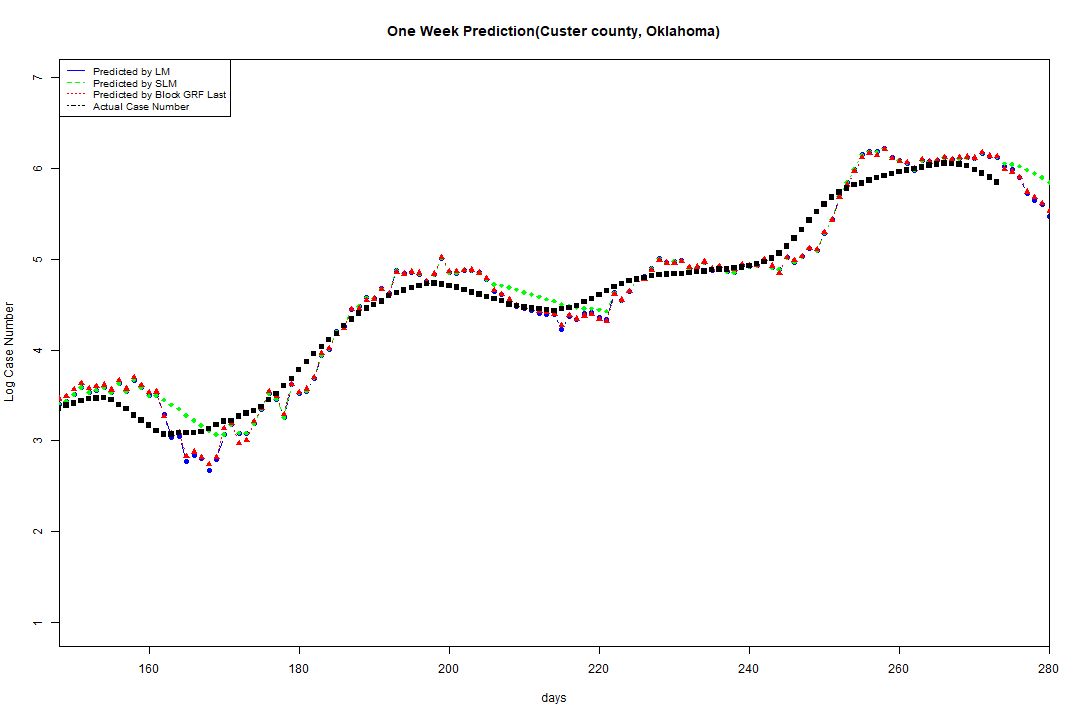 One Week Prediction(Custer county, Oklahoma)
Predicted by LM
Predicted by SLM
Predicted by Block GRF Last
Actual Case Number
7
6
5
4
3
2
1
Log Case Number
160 180 200 220 240 260 280
days